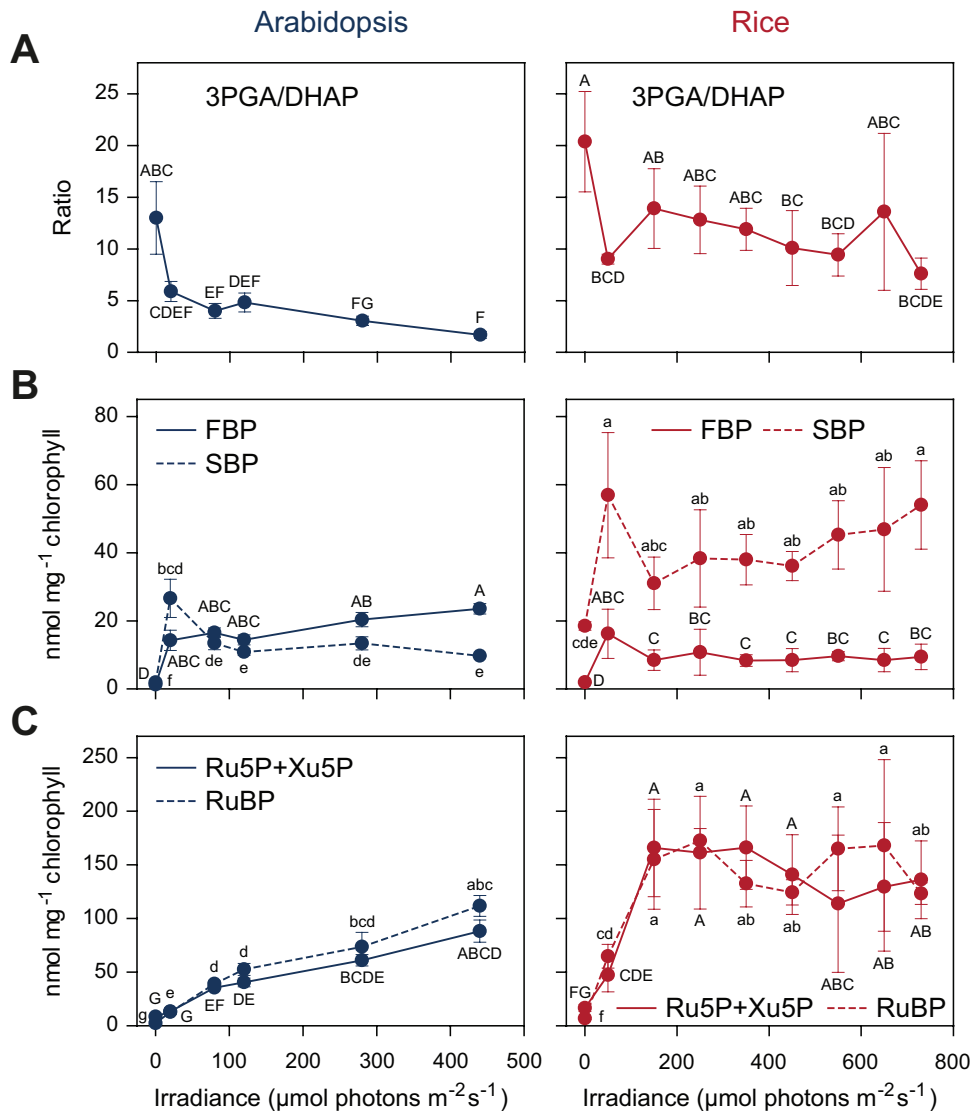 Arabidopsis
Rice
A
3PGA/DHAP
Ratio
25
20
15
10
5
0
ABC
CDEF
EF
DEF
FG
F
3PGA/DHAP
A
BCD
AB
ABC
ABC
BC
BCD
ABC
BCDE
B
nmol mg⁻¹ chlorophyll
80
60
40
20
0
FBP
SBP
bcd
ABC
ABC
AB
A
D
f
ABC
de
e
de
e
FBP
SBP
a
abc
ab
ab
ab
ab
ab
a
cde
D
ABC
C
BC
C
C
BC
C
BC
C
nmol mg⁻¹ chlorophyll
250
200
150
100
50
0
Ru5P+Xu5P
RuBP
g
G
e
G
d
EF
d
DE
bcd
BCDE
abc
ABCD
0
100
200
300
400
500
Irradiance (µmol photons m⁻²s⁻¹)
FG
f
cd
CDE
A
a
a
A
A
ab
A
ab
a
ABC
a
AB
ab
AB
Ru5P+Xu5P
RuBP
0
200
400
600
800
Irradiance (µmol photons m⁻²s⁻¹)